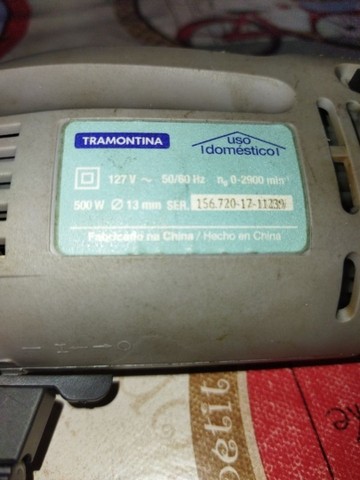 TRAMONTINA
uso
doméstico
127 V ~ 50/60 Hz n₀ 0-2900 min⁻¹
500 W Ø 13 mm SER. 156.720-17-11239
Fabricado na China / Hecho en China
petit